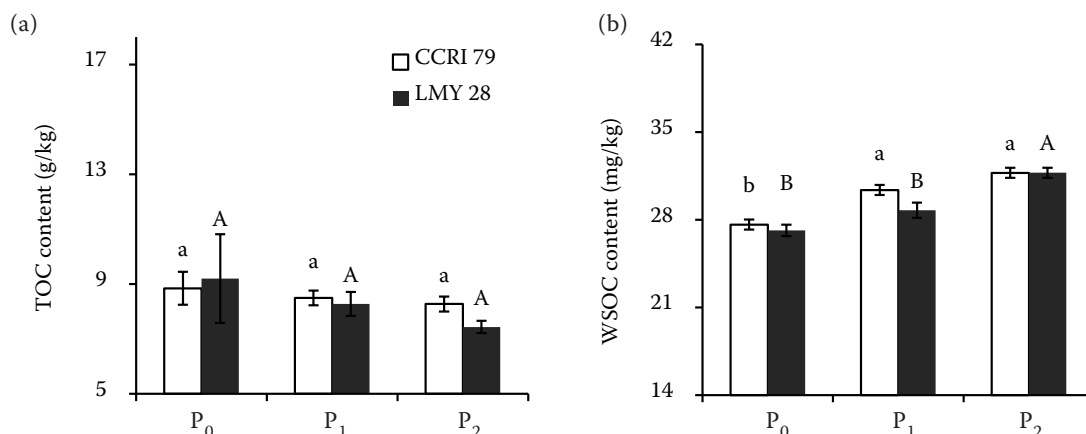 (a)
TOC content (g/kg)
17
13
9
5
CCRI 79
LMY 28
a
A
a
A
a
A
P₀
P₁
P₂
(b)
WSOC content (mg/kg)
42
35
28
21
14
b
B
a
B
a
A
P₀
P₁
P₂